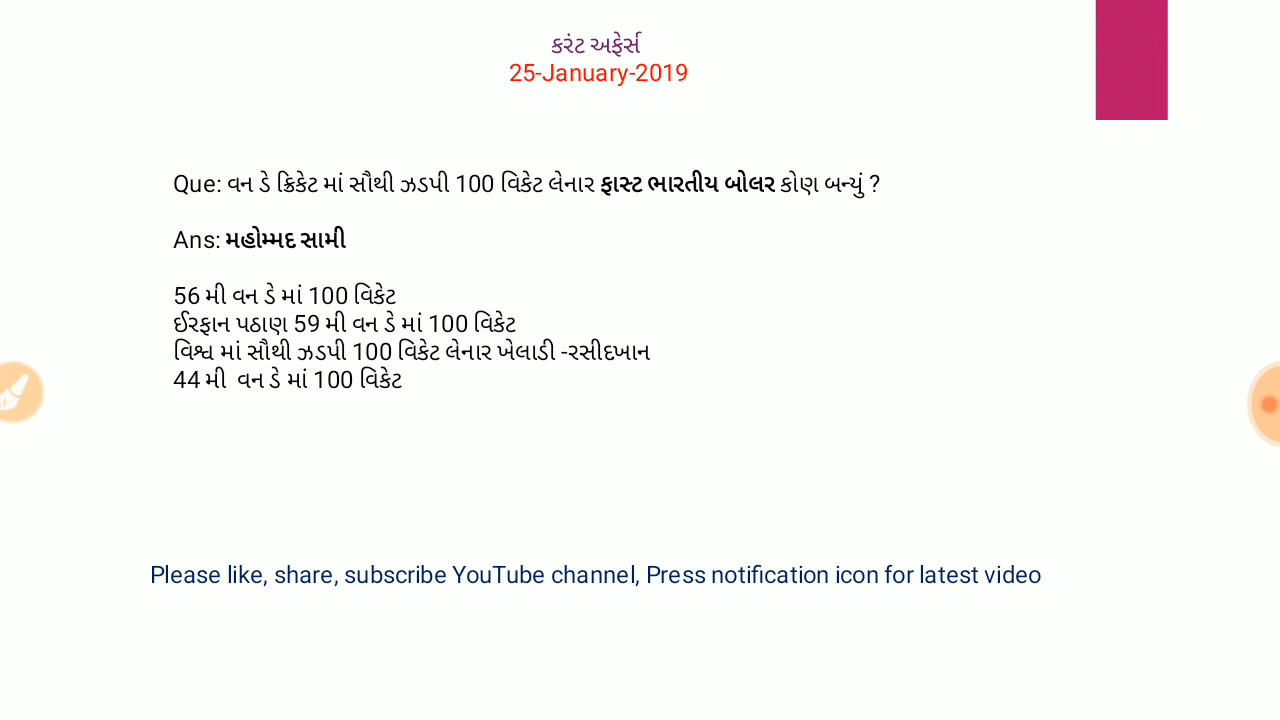 કરંટ અફેર્સ
25-January-2019
Que: વન ડે ક્રિકેટ માં સૌથી ઝડપી 100 વિકેટ લેનાર ફાસ્ટ ભારતીય બોલર કોણ બન્યું ?
Ans: મહોમ્મદ સામી
56 મી વન ડે માં 100 વિકેટ
ઈરફાન પઠાણ 59 મી વન ડે માં 100 વિકેટ
વિશ્વ માં સૌથી ઝડપી 100 વિકેટ લેનાર ખેલાડી -રસીદખાન
44 મી વન ડે માં 100 વિકેટ
Please like, share, subscribe YouTube channel, Press notification icon for latest video